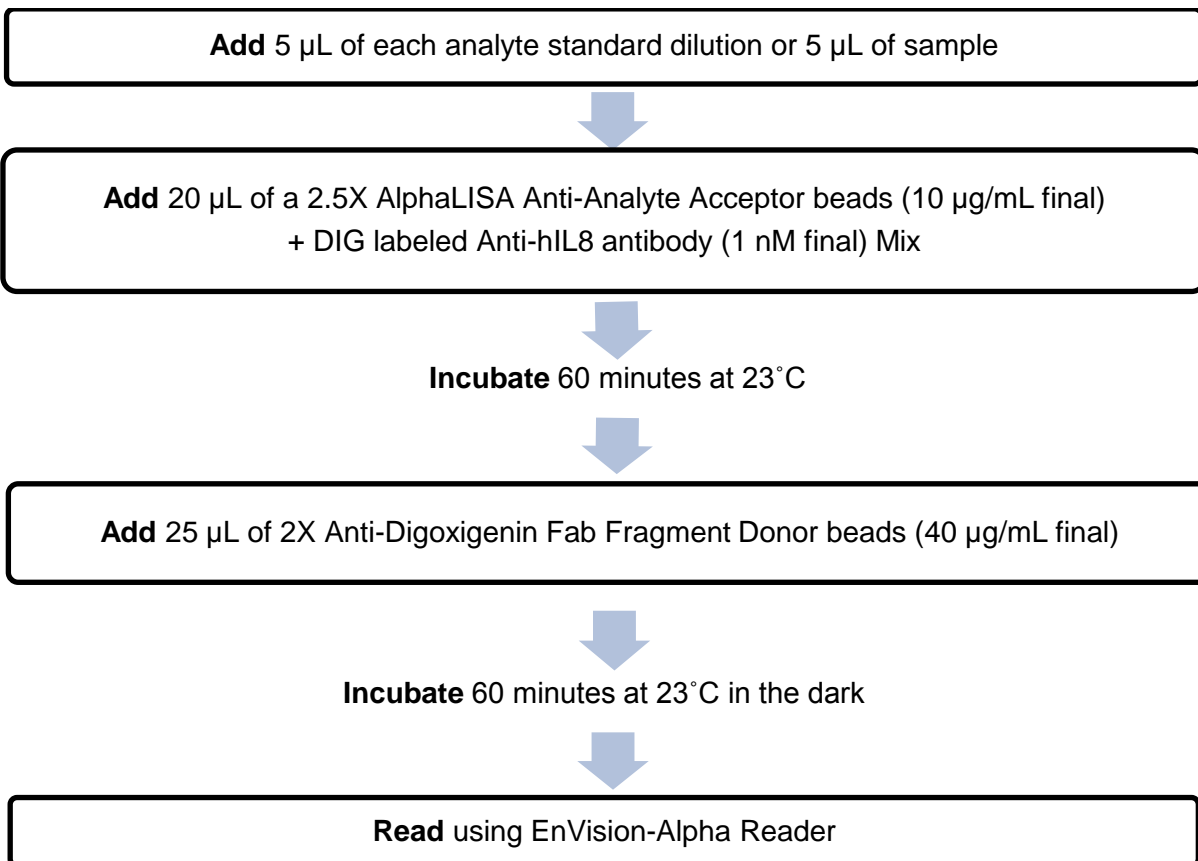 Add 5 µL of each analyte standard dilution or 5 µL of sample
Add 20 µL of a 2.5X AlphaLISA Anti-Analyte Acceptor beads (10 µg/mL final)
+ DIG labeled Anti-hIL8 antibody (1 nM final) Mix
Incubate 60 minutes at 23˚C
Add 25 µL of 2X Anti-Digoxigenin Fab Fragment Donor beads (40 µg/mL final)
Incubate 60 minutes at 23˚C in the dark
Read using EnVision-Alpha Reader